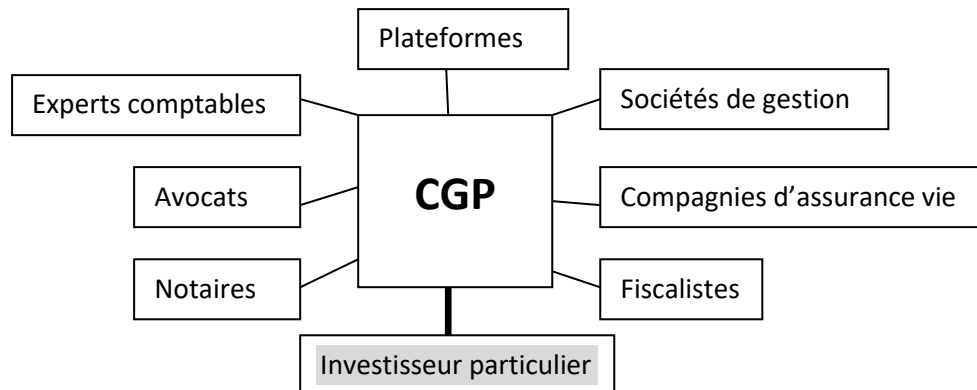 Plateformes
Experts comptables
Sociétés de gestion
Avocats
CGP
Compagnies d’assurance vie
Notaires
Fiscalistes
Investisseur particulier